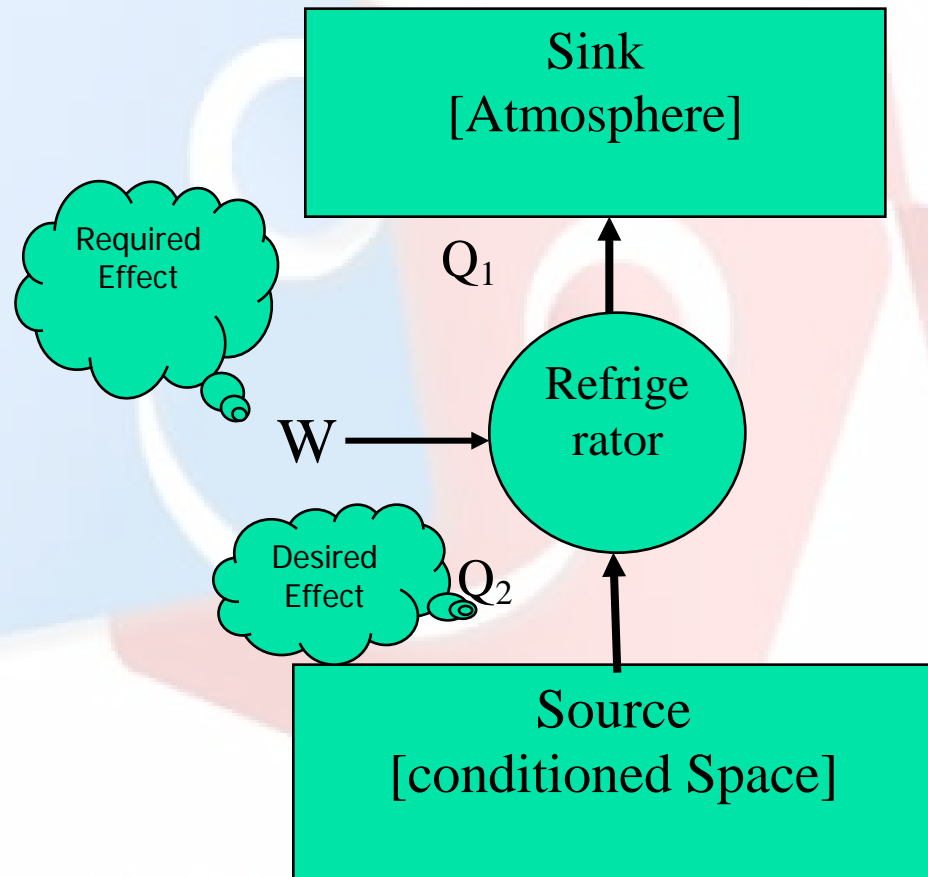 Sink
[Atmosphere]
Required
Effect
Q₁
Refrige
rator
W
Desired
Effect
Q₂
Source
[conditioned Space]